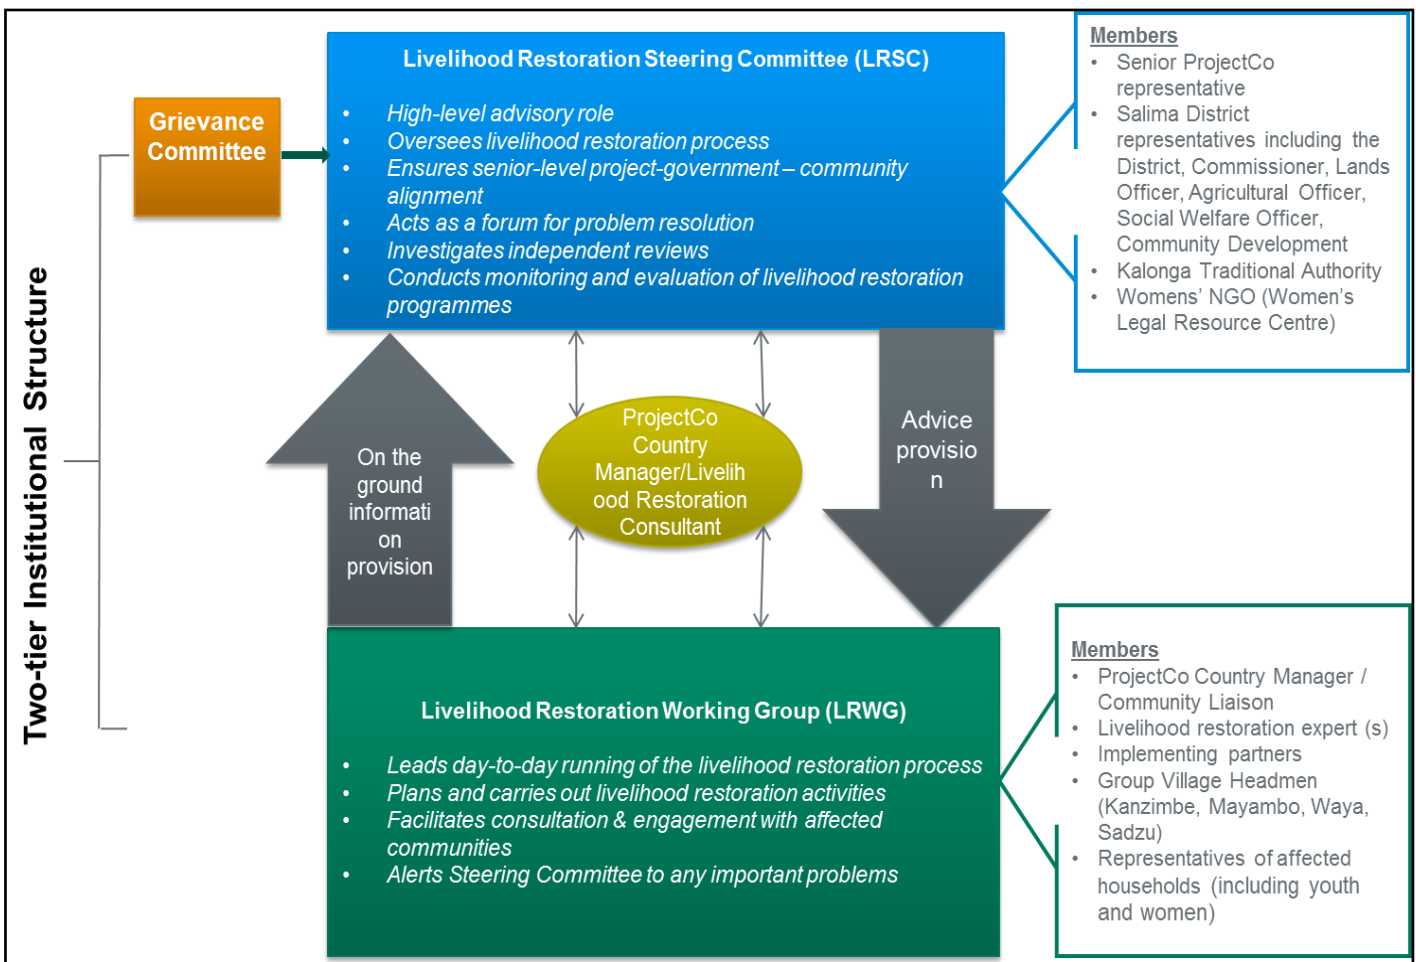 Two-tier Institutional Structure
Grievance
Committee
Livelihood Restoration Steering Committee (LRSC)
• High-level advisory role
• Oversees livelihood restoration process
• Ensures senior-level project-government – community
alignment
• Acts as a forum for problem resolution
• Investigates independent reviews
• Conducts monitoring and evaluation of livelihood restoration
programmes
Members
• Senior ProjectCo
representative
• Salima District
representatives including the
District, Commissioner, Lands
Officer, Agricultural Officer,
Social Welfare Officer,
Community Development
• Kalonga Traditional Authority
• Womens’ NGO (Women’s
Legal Resource Centre)
On the
ground
informati
on
provision
ProjectCo
Country
Manager/Livelih
ood Restoration
Consultant
Advice
provisio
n
Livelihood Restoration Working Group (LRWG)
• Leads day-to-day running of the livelihood restoration process
• Plans and carries out livelihood restoration activities
• Facilitates consultation & engagement with affected
communities
• Alerts Steering Committee to any important problems
Members
• ProjectCo Country Manager /
Community Liaison
• Livelihood restoration expert (s)
• Implementing partners
• Group Village Headmen
(Kanzimbe, Mayambo, Waya,
Sadzu)
• Representatives of affected
households (including youth
and women)